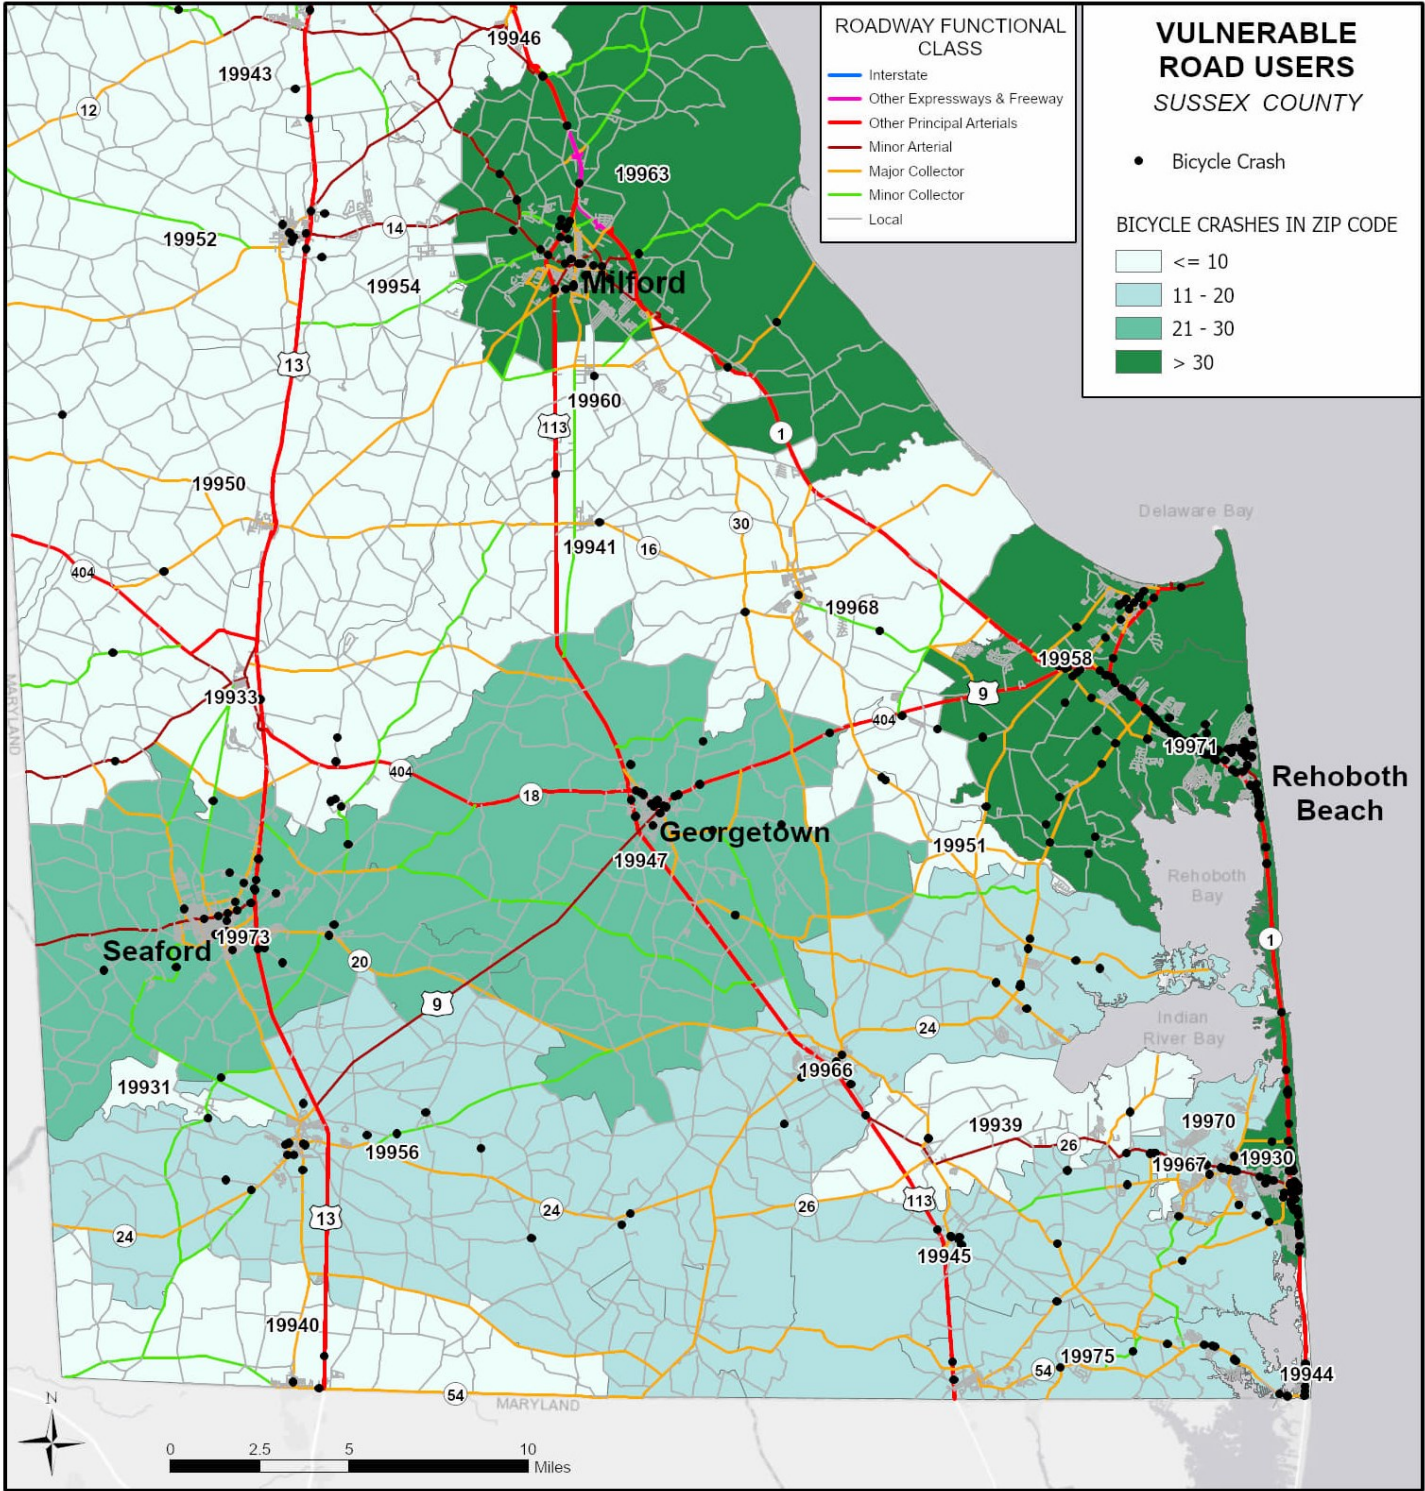 ROADWAY FUNCTIONAL
CLASS
Interstate
Other Expressways & Freeway
Other Principal Arterials
Minor Arterial
Major Collector
Minor Collector
Local
VULNERABLE
ROAD USERS
SUSSEX COUNTY
Bicycle Crash
BICYCLE CRASHES IN ZIP CODE
<= 10
11 - 20
21 - 30
> 30
19946
19943
12
19963
19952
14
19954
Milford
13
19960
113
1
19950
30
Delaware Bay
16
19941
404
19968
19958
MARYLAND
19933
9
404
19971
404
Rehoboth
Beach
18
Georgetown
19951
19947
Rehoboth
Bay
19973
Seaford
1
20
9
Indian
River Bay
24
19966
19931
19939
19970
26
19956
19967
19930
113
26
24
13
24
19945
19940
19975
54
19944
54
MARYLAND
N
0
2.5
5
10
Miles